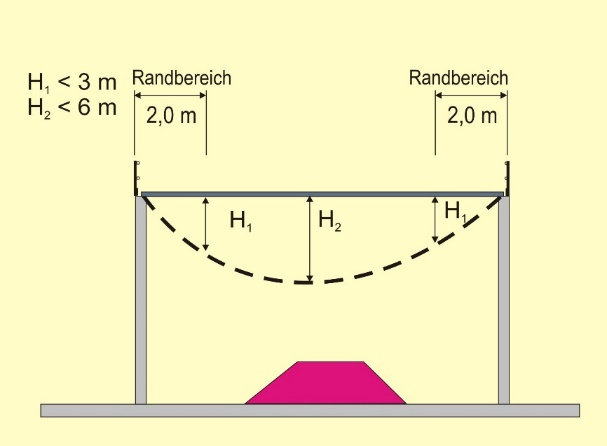 H₁ < 3 m
H₂ < 6 m
Randbereich
2,0 m
Randbereich
2,0 m
H₁
H₂
H₁